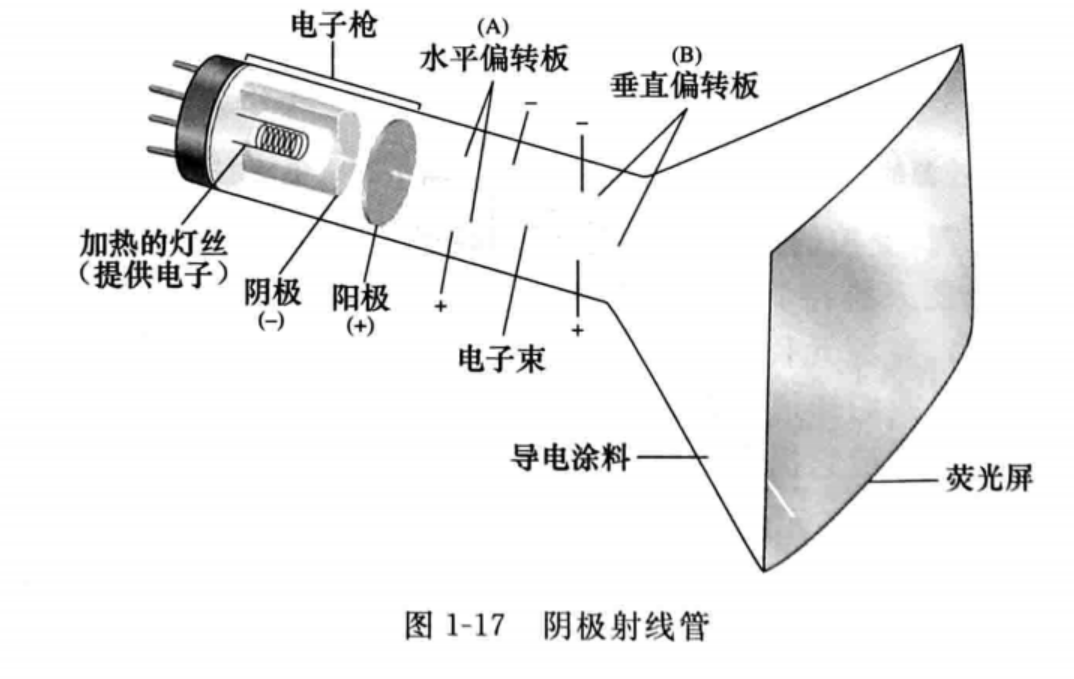 电子枪
(A)
水平偏转板
(B)
垂直偏转板
−
−
加热的灯丝
（提供电子）
阴极
(−)
阳极
(+)
+
+
电子束
导电涂料
荧光屏
图 1-17 阴极射线管